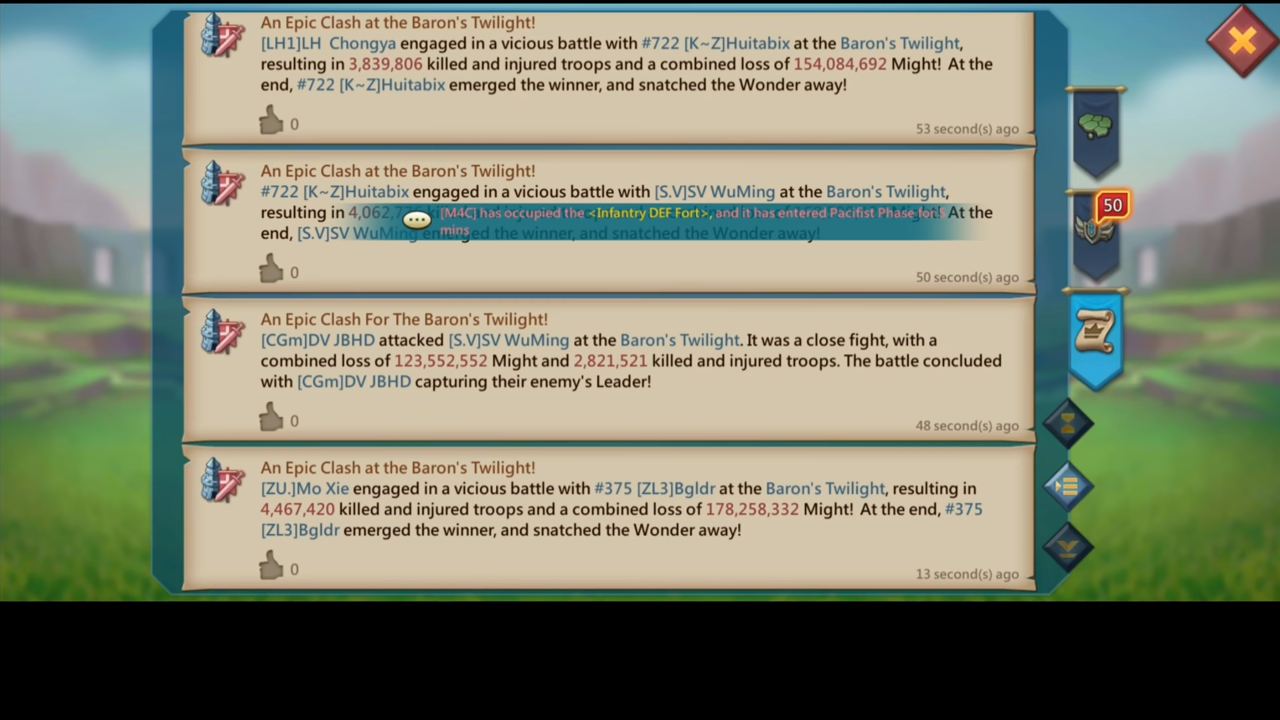 An Epic Clash at the Baron's Twilight!
[LH1]LH Chongya engaged in a vicious battle with #722 [K~Z]Huitabix at the Baron's Twilight,
resulting in 3,839,806 killed and injured troops and a combined loss of 154,084,692 Might! At the
end, #722 [K~Z]Huitabix emerged the winner, and snatched the Wonder away!
0
53 second(s) ago
An Epic Clash at the Baron's Twilight!
#722 [K~Z]Huitabix engaged in a vicious battle with [S.V]SV WuMing at the Baron's Twilight,
resulting in At the
[M4C] has occupied the <Infantry DEF Fort>, and it has entered Pacifist Phase for 5
mins
end, [S.V]SV WuMing emerged the winner, and snatched the Wonder away!
0
50 second(s) ago
50
An Epic Clash For The Baron's Twilight!
[CGm]DV JBHD attacked [S.V]SV WuMing at the Baron's Twilight. It was a close fight, with a
combined loss of 123,552,552 Might and 2,821,521 killed and injured troops. The battle concluded
with [CGm]DV JBHD capturing their enemy's Leader!
0
48 second(s) ago
An Epic Clash at the Baron's Twilight!
[ZU.]Mo Xie engaged in a vicious battle with #375 [ZL3]Bgldr at the Baron's Twilight, resulting in
4,467,420 killed and injured troops and a combined loss of 178,258,332 Might! At the end, #375
[ZL3]Bgldr emerged the winner, and snatched the Wonder away!
0
13 second(s) ago